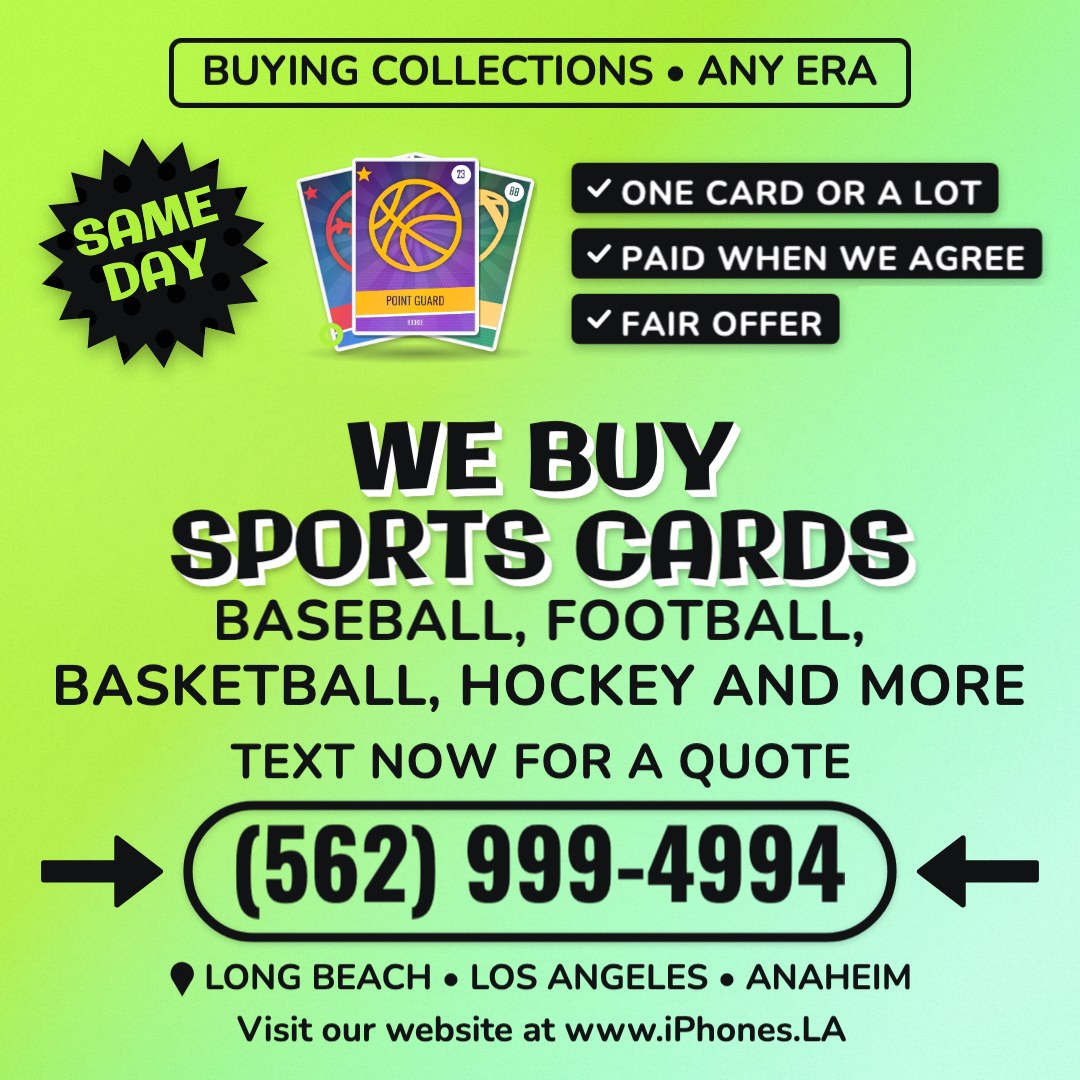 BUYING COLLECTIONS • ANY ERA
SAME
DAY
23
88
POINT GUARD
ONE CARD OR A LOT
PAID WHEN WE AGREE
FAIR OFFER
WE BUY
SPORTS CARDS
BASEBALL, FOOTBALL,
BASKETBALL, HOCKEY AND MORE
TEXT NOW FOR A QUOTE
(562) 999-4994
LONG BEACH • LOS ANGELES • ANAHEIM
Visit our website at www.iPhones.LA